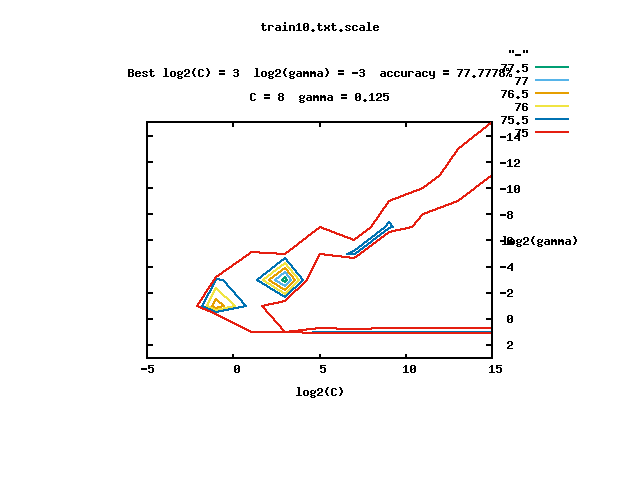 train10.txt.scale
"-"
Best log2(C) = 3  log2(gamma) = -3  accuracy = 77.7778%
77.5
77
76.5
76
75.5
75
C = 8  gamma = 0.125
-14
-12
-10
-8
-6
log2(gamma)
-4
-2
0
2
-5 0 5 10 15
log2(C)